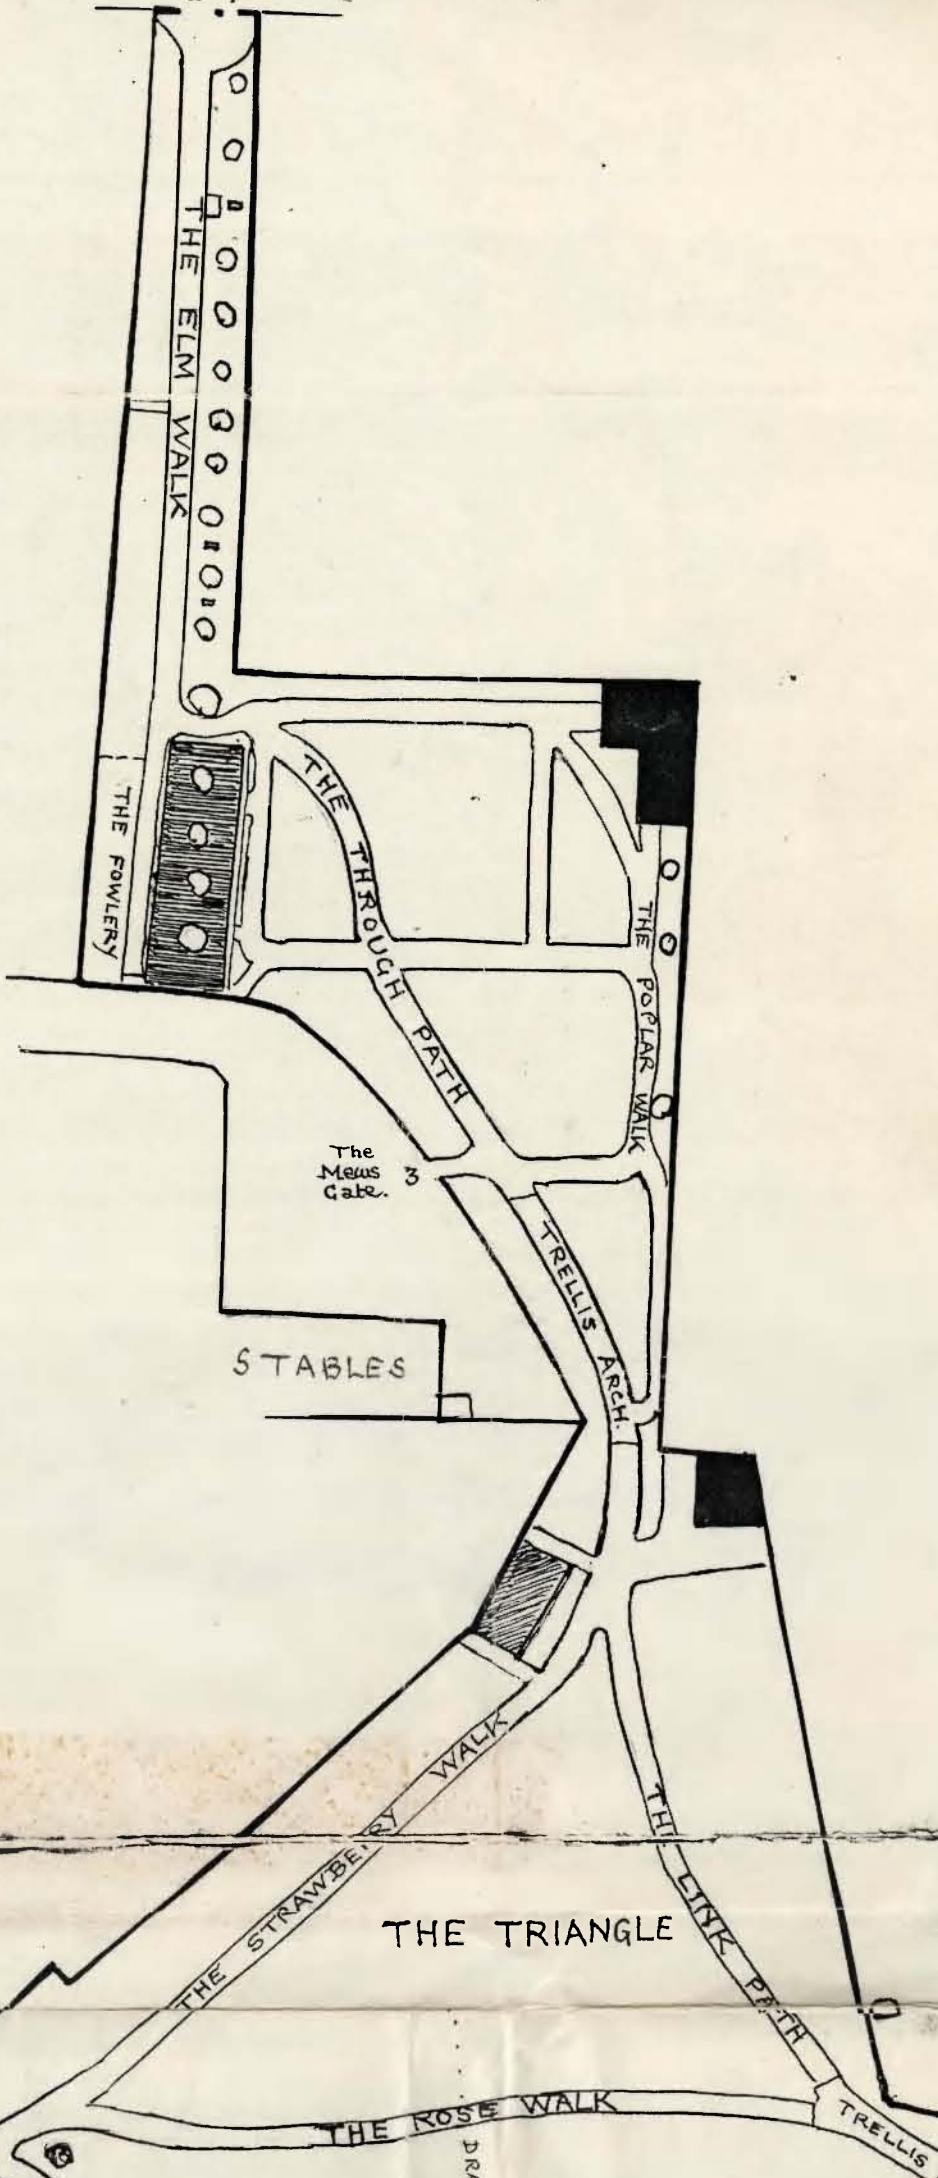 THE ELM WALK
THE FOWLERY
THE THROUGH PATH
THE POPLAR WALK
The
Mews 3
Gate.
TRELLIS ARCH.
STABLES
THE STRAWBERRY WALK
THE LINK PATH
THE TRIANGLE
THE ROSE WALK
TRELLIS
DRA